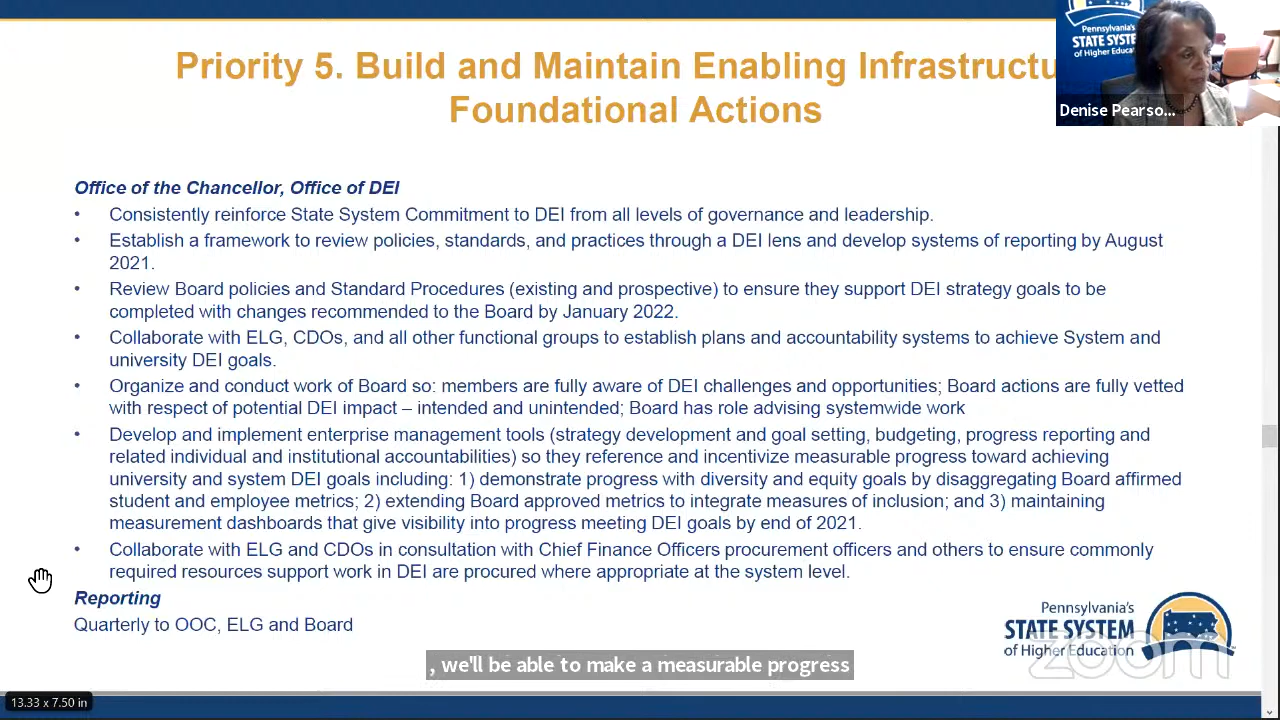 Priority 5. Build and Maintain Enabling Infrastructu
Foundational Actions
Pennsylvania's
STATE SYSTEM
of Higher Educa
Denise Pearso...
Office of the Chancellor, Office of DEI
• Consistently reinforce State System Commitment to DEI from all levels of governance and leadership.
• Establish a framework to review policies, standards, and practices through a DEI lens and develop systems of reporting by August
2021.
• Review Board policies and Standard Procedures (existing and prospective) to ensure they support DEI strategy goals to be
completed with changes recommended to the Board by January 2022.
• Collaborate with ELG, CDOs, and all other functional groups to establish plans and accountability systems to achieve System and
university DEI goals.
• Organize and conduct work of Board so: members are fully aware of DEI challenges and opportunities; Board actions are fully vetted
with respect of potential DEI impact – intended and unintended; Board has role advising systemwide work
• Develop and implement enterprise management tools (strategy development and goal setting, budgeting, progress reporting and
related individual and institutional accountabilities) so they reference and incentivize measurable progress toward achieving
university and system DEI goals including: 1) demonstrate progress with diversity and equity goals by disaggregating Board affirmed
student and employee metrics; 2) extending Board approved metrics to integrate measures of inclusion; and 3) maintaining
measurement dashboards that give visibility into progress meeting DEI goals by end of 2021.
• Collaborate with ELG and CDOs in consultation with Chief Finance Officers procurement officers and others to ensure commonly
required resources support work in DEI are procured where appropriate at the system level.
Reporting
Quarterly to OOC, ELG and Board
Pennsylvania's
STATE SYSTEM
of Higher Education
zoom
, we'll be able to make a measurable progress
13.33 x 7.50 in